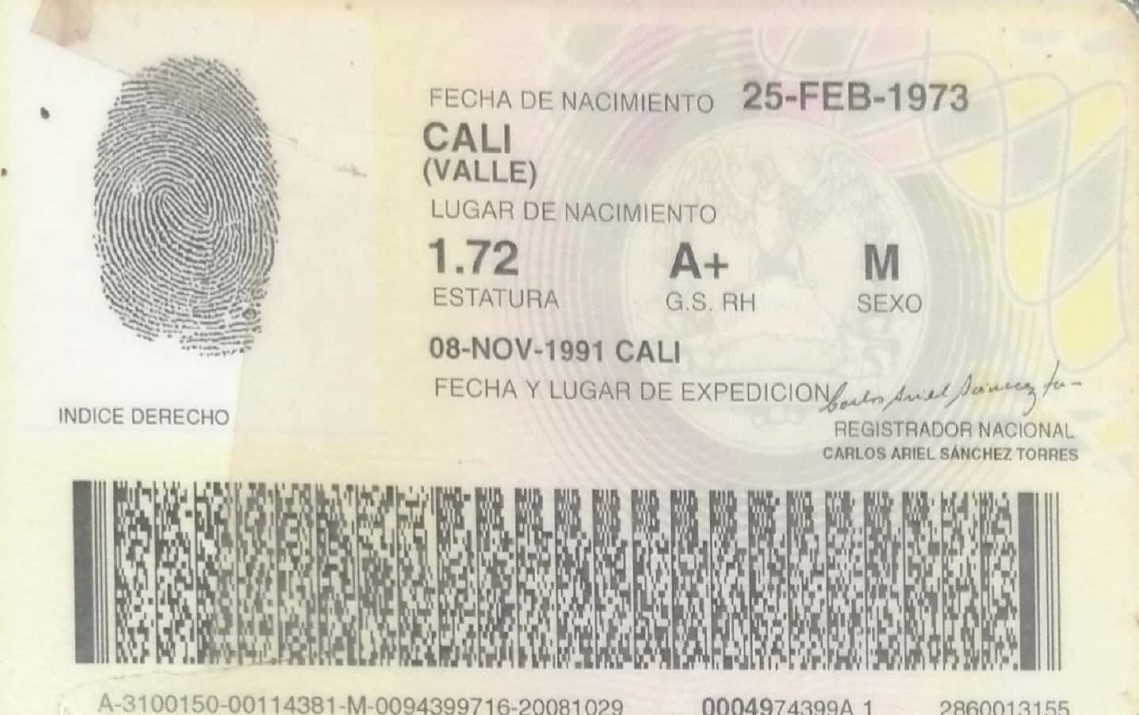 FECHA DE NACIMIENTO 25-FEB-1973
CALI
(VALLE)
LUGAR DE NACIMIENTO
1.72 A+ M
ESTATURA G.S. RH SEXO
08-NOV-1991 CALI
FECHA Y LUGAR DE EXPEDICION
INDICE DERECHO
REGISTRADOR NACIONAL
CARLOS ARIEL SÁNCHEZ TORRES
A-3100150-00114381-M-0094399716-20081029 0004974399A 1 2860013155